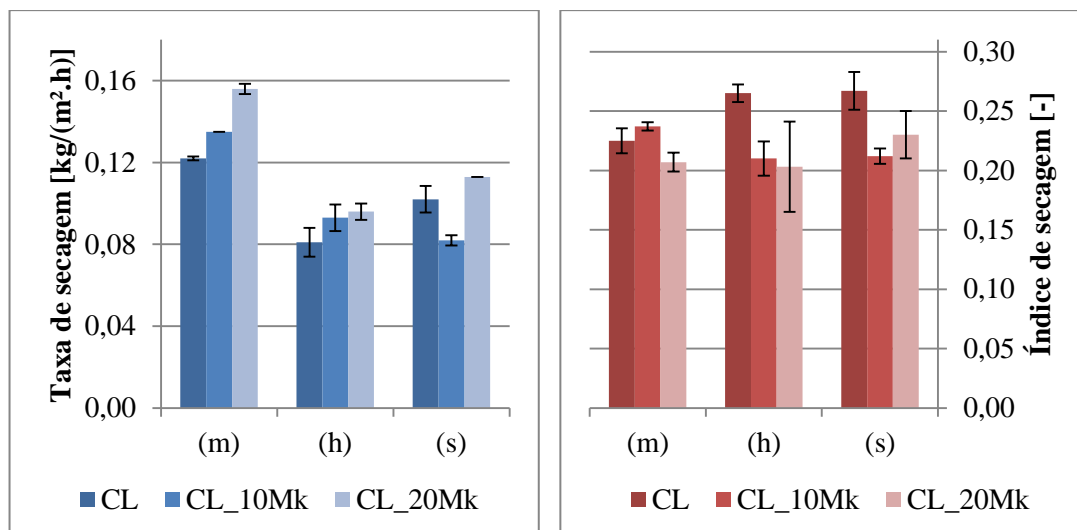 Taxa de secagem [kg/(m².h)]
0,16
0,12
0,08
0,04
0,00
(m) (h) (s)
CL CL_10Mk CL_20Mk
0,30
0,25
0,20
0,15
0,10
0,05
0,00
Índice de secagem [-]
(m) (h) (s)
CL CL_10Mk CL_20Mk